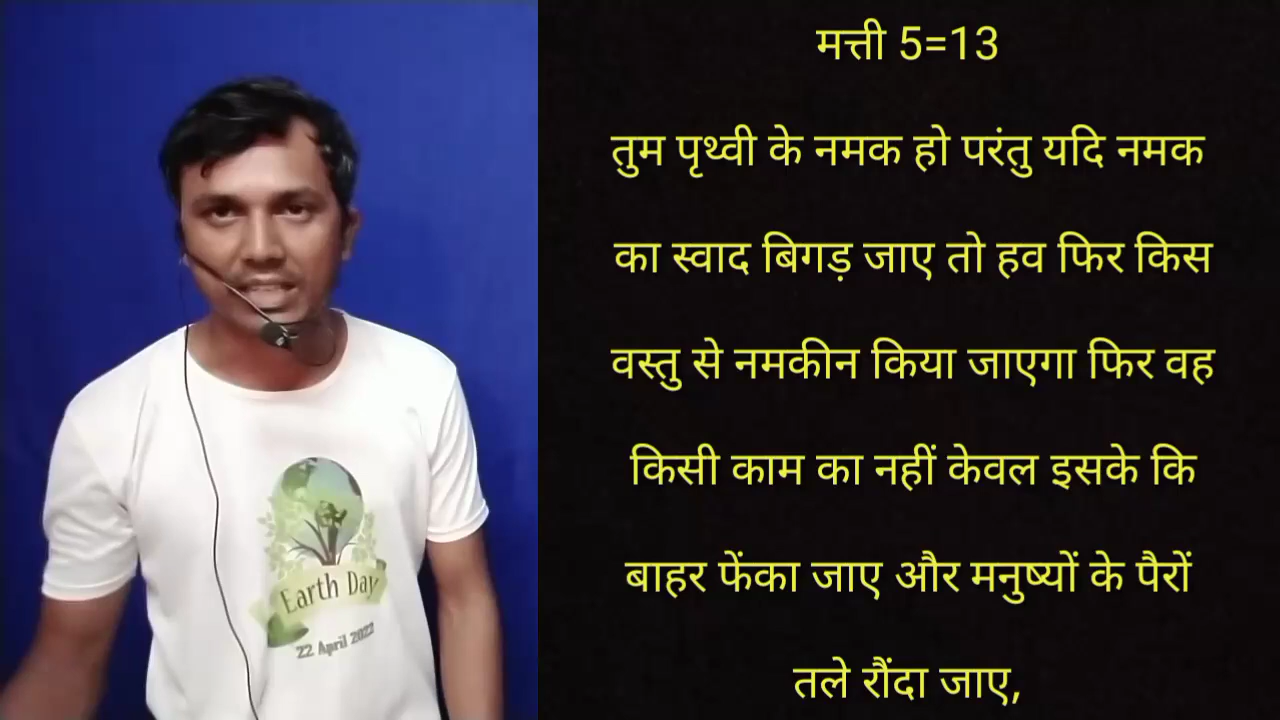 मत्ती 5=13
तुम पृथ्वी के नमक हो परंतु यदि नमक
का स्वाद बिगड़ जाए तो हव फिर किस
वस्तु से नमकीन किया जाएगा फिर वह
किसी काम का नहीं केवल इसके कि
बाहर फेंका जाए और मनुष्यों के पैरों
तले रौंदा जाए,
Earth Day
22 April 2022